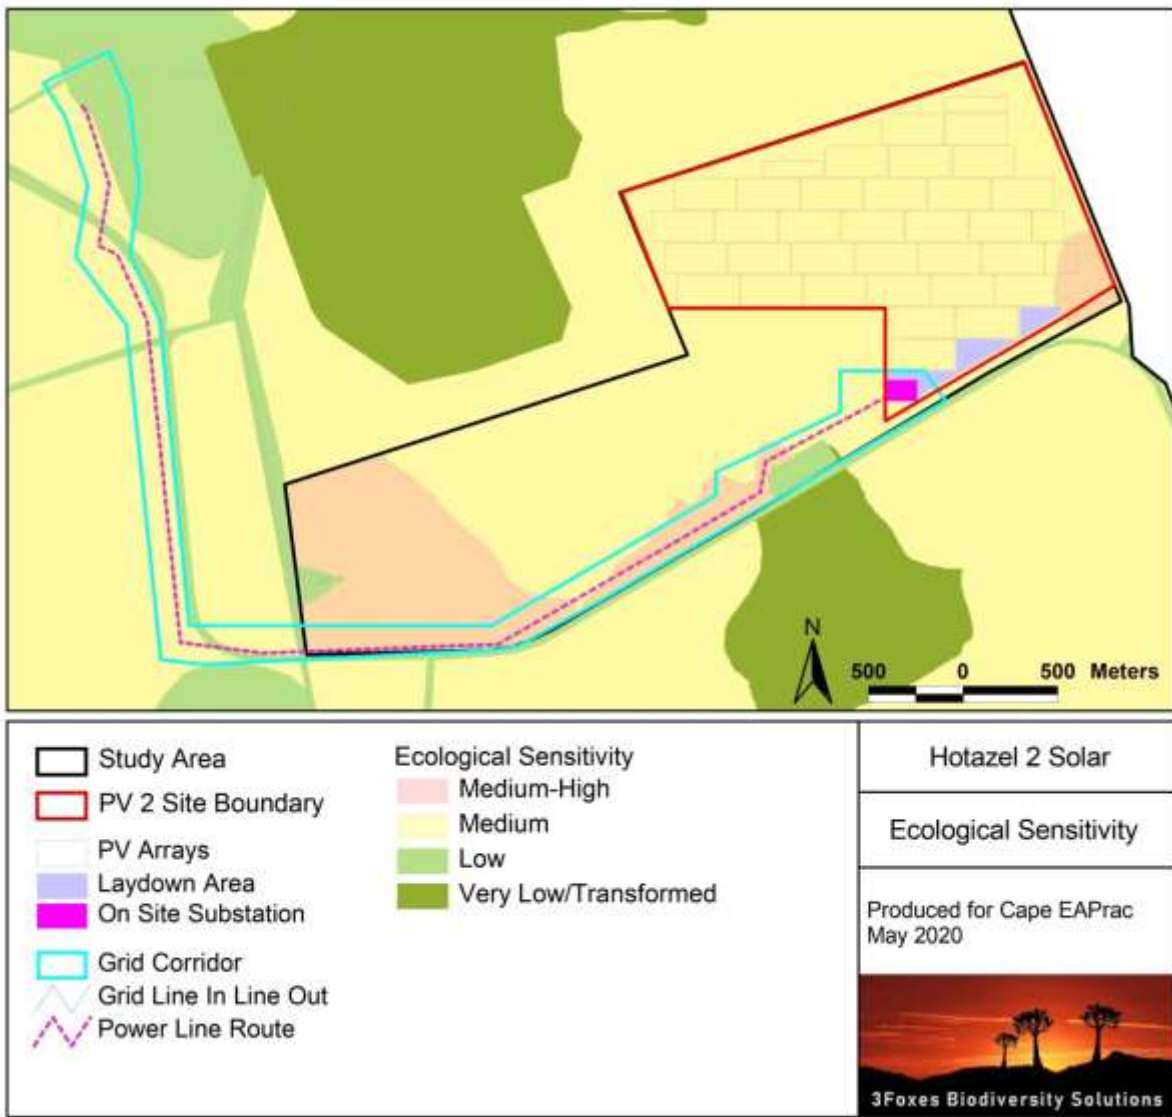 N
500 0 500 Meters
Study Area
PV 2 Site Boundary
PV Arrays
Laydown Area
On Site Substation
Grid Corridor
Grid Line In Line Out
Power Line Route
Ecological Sensitivity
Medium-High
Medium
Low
Very Low/Transformed
Hotazel 2 Solar
Ecological Sensitivity
Produced for Cape EAPrac
May 2020
3Foxes Biodiversity Solutions